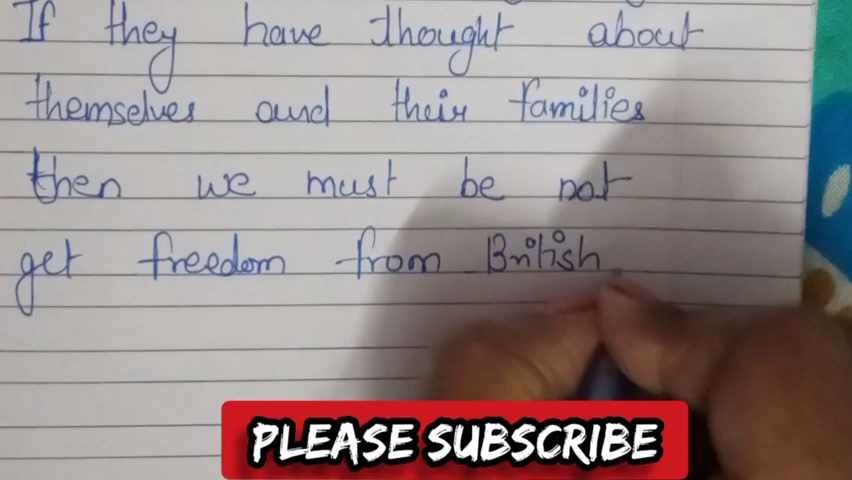 If they have thought about
themselves and their families
then we must be not
get freedom from British
PLEASE SUBSCRIBE